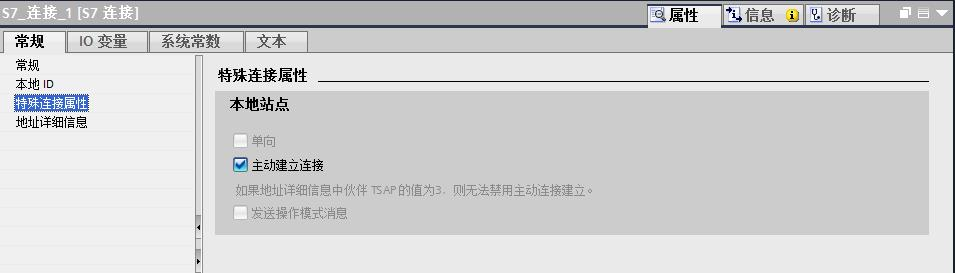 S7_连接_1 [S7 连接]
属性 信息 诊断
常规 IO 变量 系统常数 文本
常规
本地 ID
特殊连接属性
地址详细信息
特殊连接属性
本地站点
单向
主动建立连接
如果地址详细信息中伙伴 TSAP 的值为3，则无法禁用主动连接建立。
发送操作模式消息